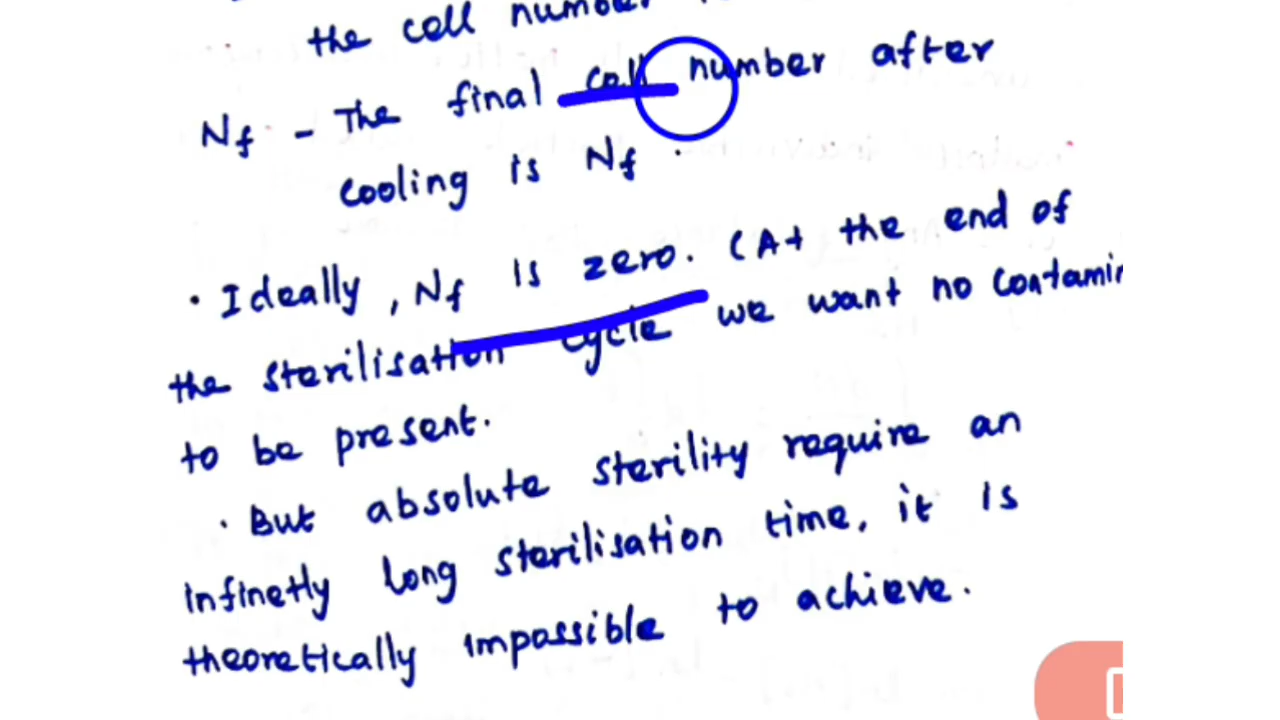 the cell number
Nf - The final cell number after
cooling is Nf.
· Ideally, Nf is zero. (At the end of
the sterilisation cycle we want no contami
to be present.
· But absolute sterility require an
infinetly long sterilisation time, it is
theoretically impossible to achieve.